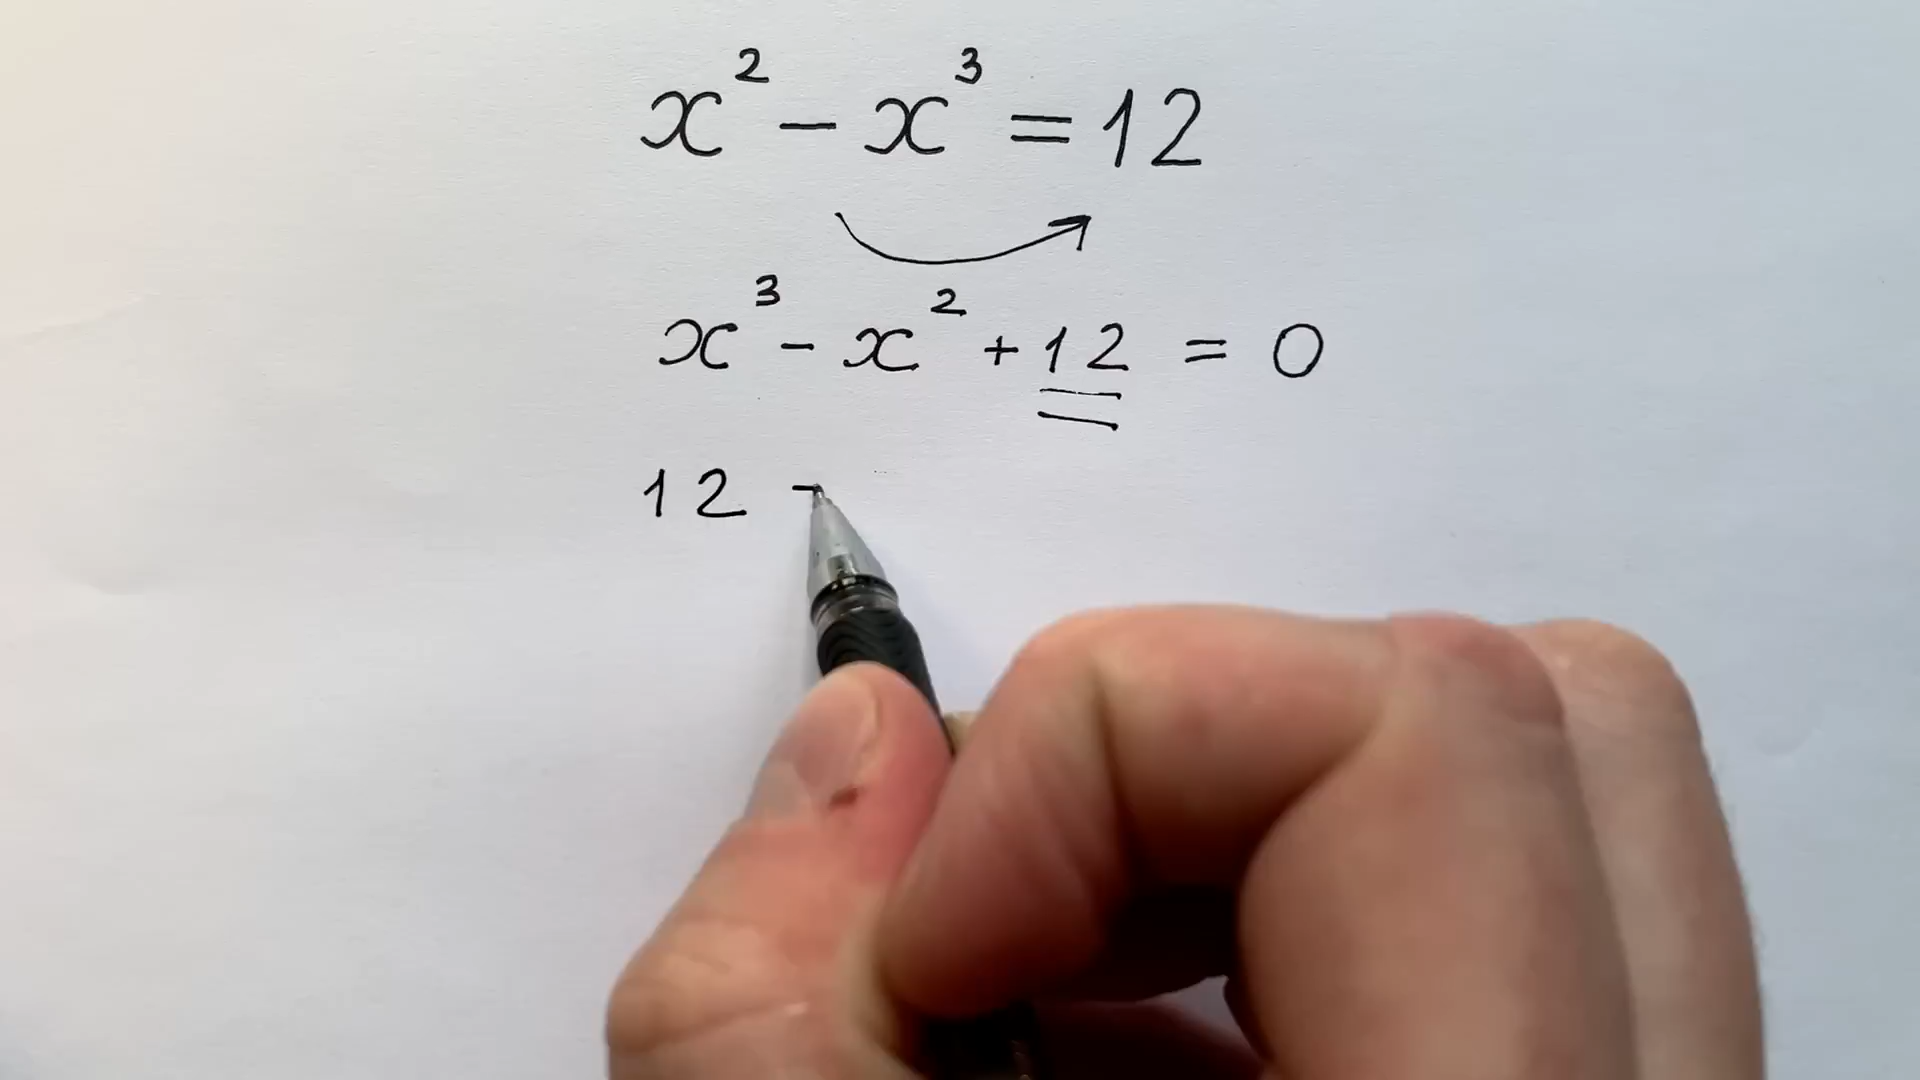 x² - x³ = 12
x³ - x² + 12 = 0
12 -